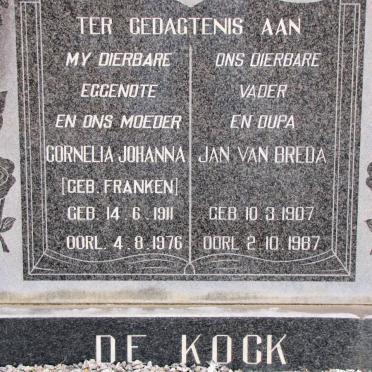 TER GEDAGTENIS AAN
MY DIERBARE
EGGENOTE
EN ONS MOEDER
CORNELIA JOHANNA
[GEB. FRANKEN]
GEB. 14.6.1911
OORL. 4.8.1976
ONS DIERBARE
VADER
EN OUPA
JAN VAN BREDA
GEB 10.3.1907
OORL 2.10.1987
DE KOCK